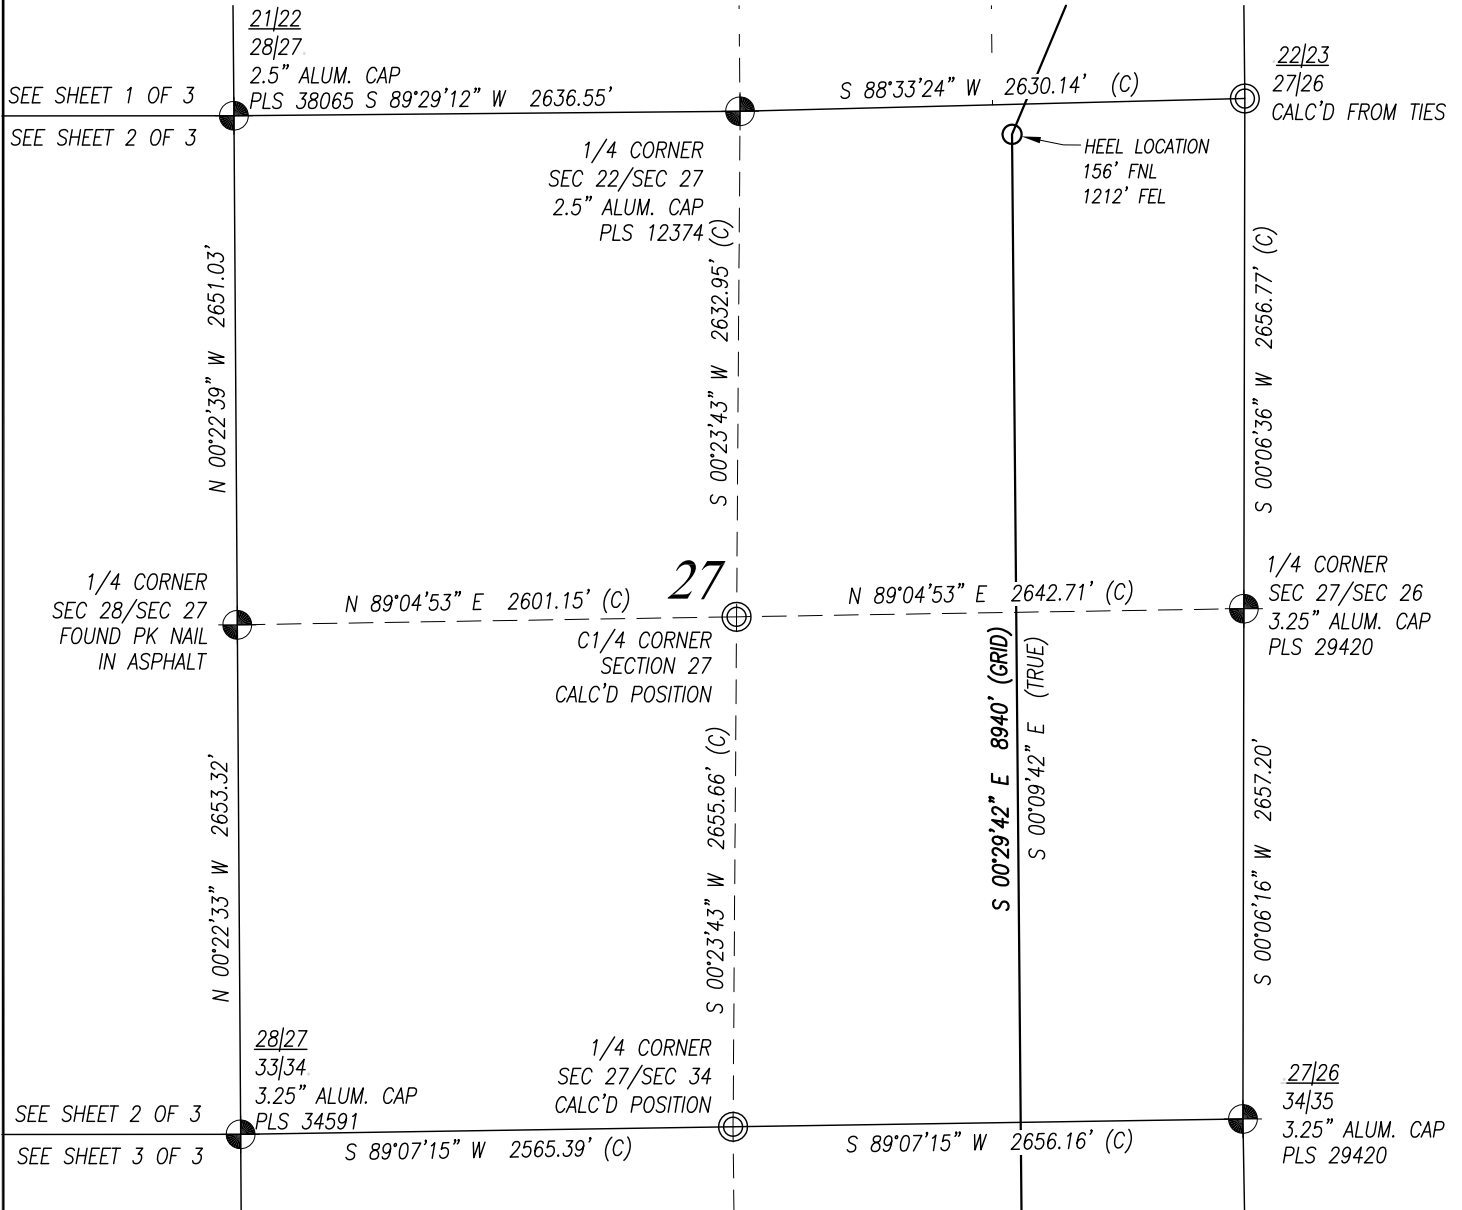 21|22
28|27
2.5" ALUM. CAP
PLS 38065
S 89°29'12" W 2636.55'
SEE SHEET 1 OF 3
SEE SHEET 2 OF 3
S 88°33'24" W 2630.14' (C)
22|23
27|26
CALC'D FROM TIES
1/4 CORNER
SEC 22/SEC 27
2.5" ALUM. CAP
PLS 12374
HEEL LOCATION
156' FNL
1212' FEL
N 00°22'39" W 2651.03'
S 00°23'43" W 2632.95' (C)
S 00°06'36" W 2656.77' (C)
1/4 CORNER
SEC 28/SEC 27
FOUND PK NAIL
IN ASPHALT
N 89°04'53" E 2601.15' (C)
27
N 89°04'53" E 2642.71' (C)
1/4 CORNER
SEC 27/SEC 26
3.25" ALUM. CAP
PLS 29420
C1/4 CORNER
SECTION 27
CALC'D POSITION
N 00°22'33" W 2653.32'
S 00°23'43" W 2655.66' (C)
S 00°29'42" E 8940' (GRID)
S 00°09'42" E (TRUE)
S 00°06'16" W 2657.20'
28|27
33|34
3.25" ALUM. CAP
PLS 34591
1/4 CORNER
SEC 27/SEC 34
CALC'D POSITION
27|26
34|35
3.25" ALUM. CAP
PLS 29420
SEE SHEET 2 OF 3
SEE SHEET 3 OF 3
S 89°07'15" W 2565.39' (C)
S 89°07'15" W 2656.16' (C)